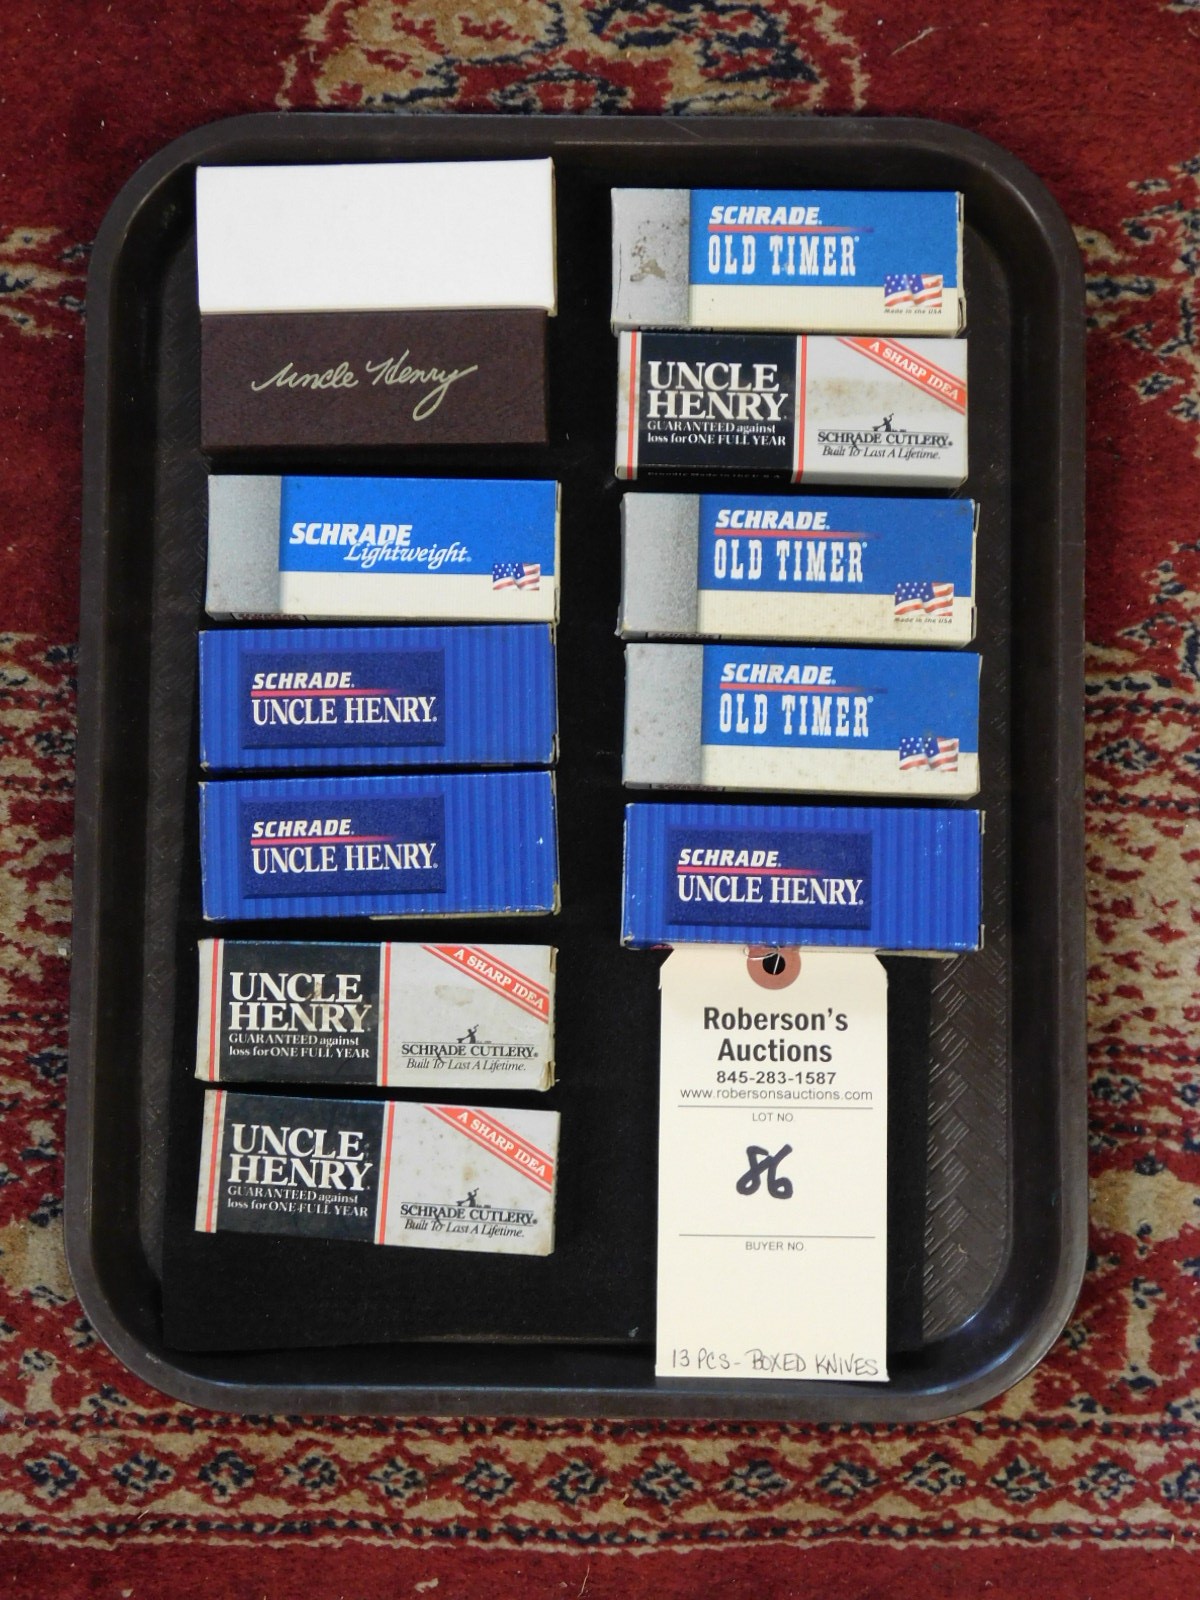 Uncle Henry
SCHRADE
Lightweight®
SCHRADE®
UNCLE HENRY®
SCHRADE®
UNCLE HENRY®
UNCLE
HENRY®
GUARANTEED against
loss for ONE FULL YEAR
A SHARP IDEA
SCHRADE CUTLERY®
Built To Last A Lifetime.
UNCLE
HENRY®
GUARANTEED against
loss for ONE FULL YEAR
A SHARP IDEA
SCHRADE CUTLERY®
Built To Last A Lifetime.
SCHRADE®
OLD TIMER®
Made in the USA
UNCLE
HENRY®
GUARANTEED against
loss for ONE FULL YEAR
A SHARP IDEA
SCHRADE CUTLERY®
Built To Last A Lifetime.
SCHRADE®
OLD TIMER®
Made in the USA
SCHRADE®
OLD TIMER®
SCHRADE®
UNCLE HENRY®
Roberson's
Auctions
845-283-1587
www.robersonsauctions.com
LOT NO
86
BUYER NO.
13 PCS - BOXED KNIVES